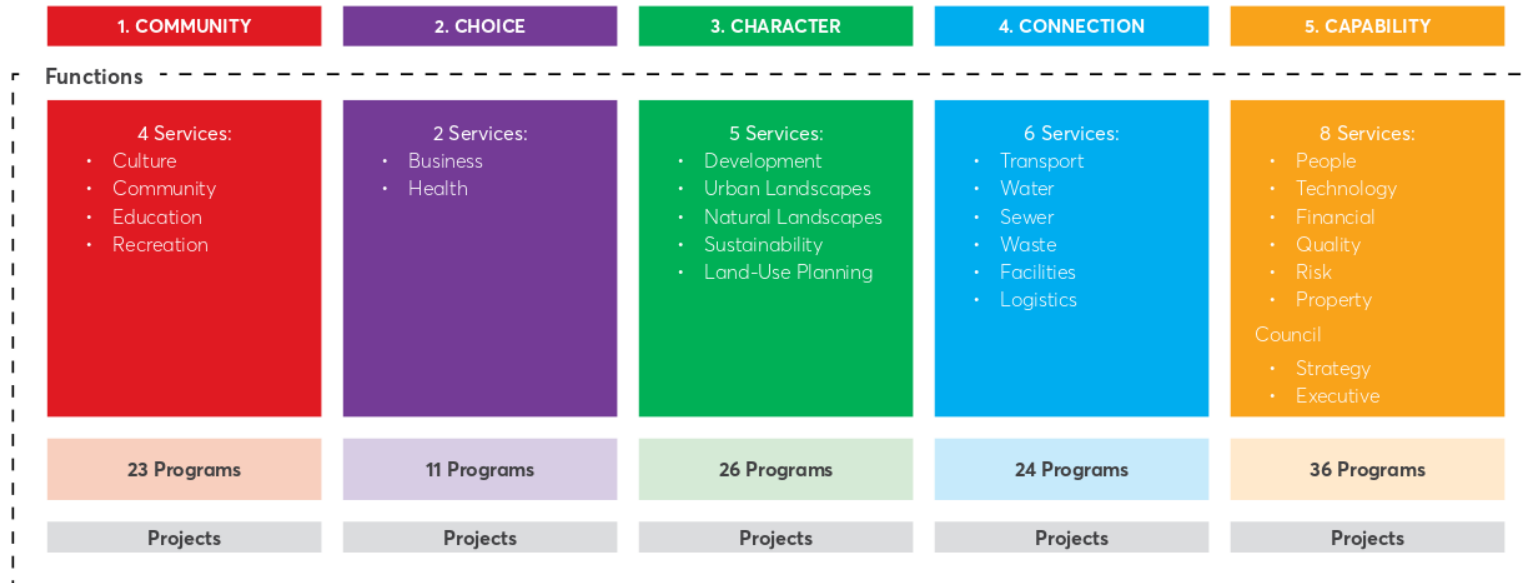 1. COMMUNITY
2. CHOICE
3. CHARACTER
4. CONNECTION
5. CAPABILITY
Functions
4 Services:
• Culture
• Community
• Education
• Recreation
2 Services:
• Business
• Health
5 Services:
• Development
• Urban Landscapes
• Natural Landscapes
• Sustainability
• Land-Use Planning
6 Services:
• Transport
• Water
• Sewer
• Waste
• Facilities
• Logistics
8 Services:
• People
• Technology
• Financial
• Quality
• Risk
• Property
Council
• Strategy
• Executive
23 Programs
11 Programs
26 Programs
24 Programs
36 Programs
Projects
Projects
Projects
Projects
Projects